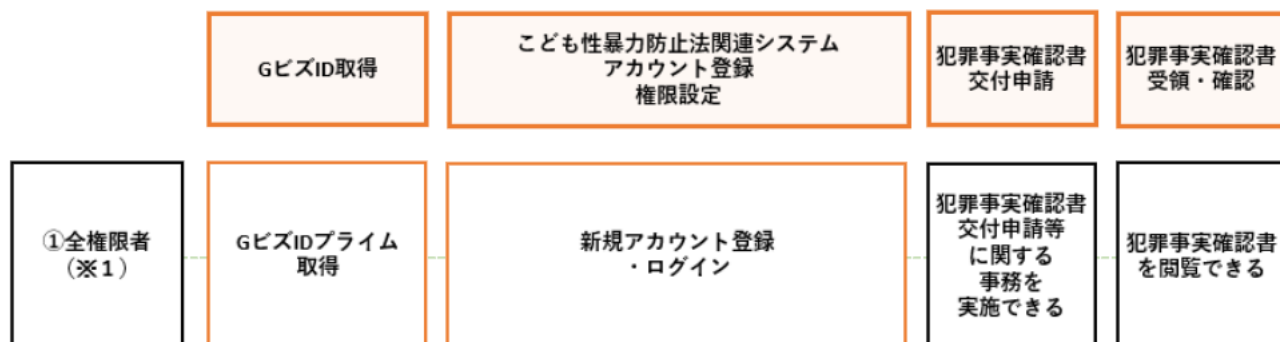 GビズID取得
こども性暴力防止法関連システム
アカウント登録
権限設定
犯罪事実確認書
交付申請
犯罪事実確認書
受領・確認
①全権限者
（※１）
GビズIDプライム
取得
新規アカウント登録
・ログイン
犯罪事実確認書
交付申請等
に関する
事務を
実施できる
犯罪事実確認書
を閲覧できる